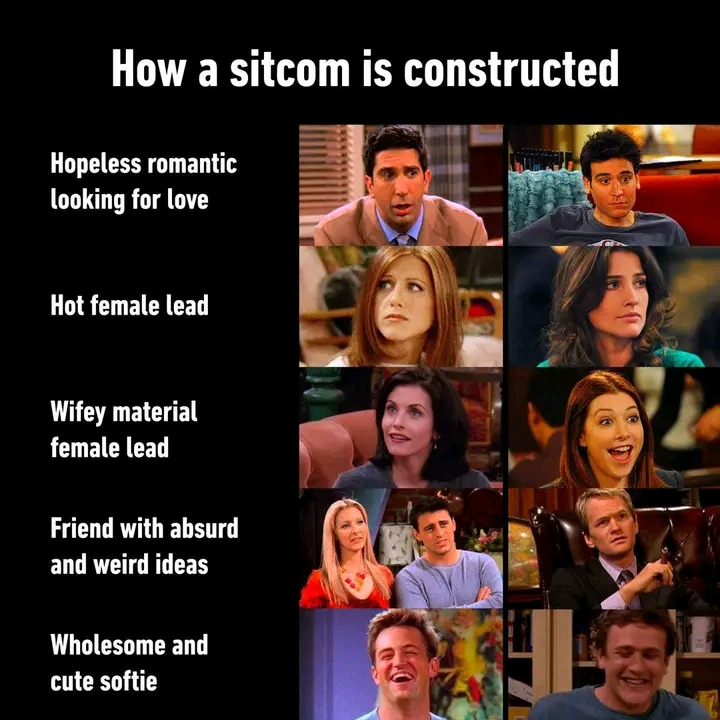 How a sitcom is constructed
Hopeless romantic
looking for love
Hot female lead
Wifey material
female lead
Friend with absurd
and weird ideas
Wholesome and
cute softie